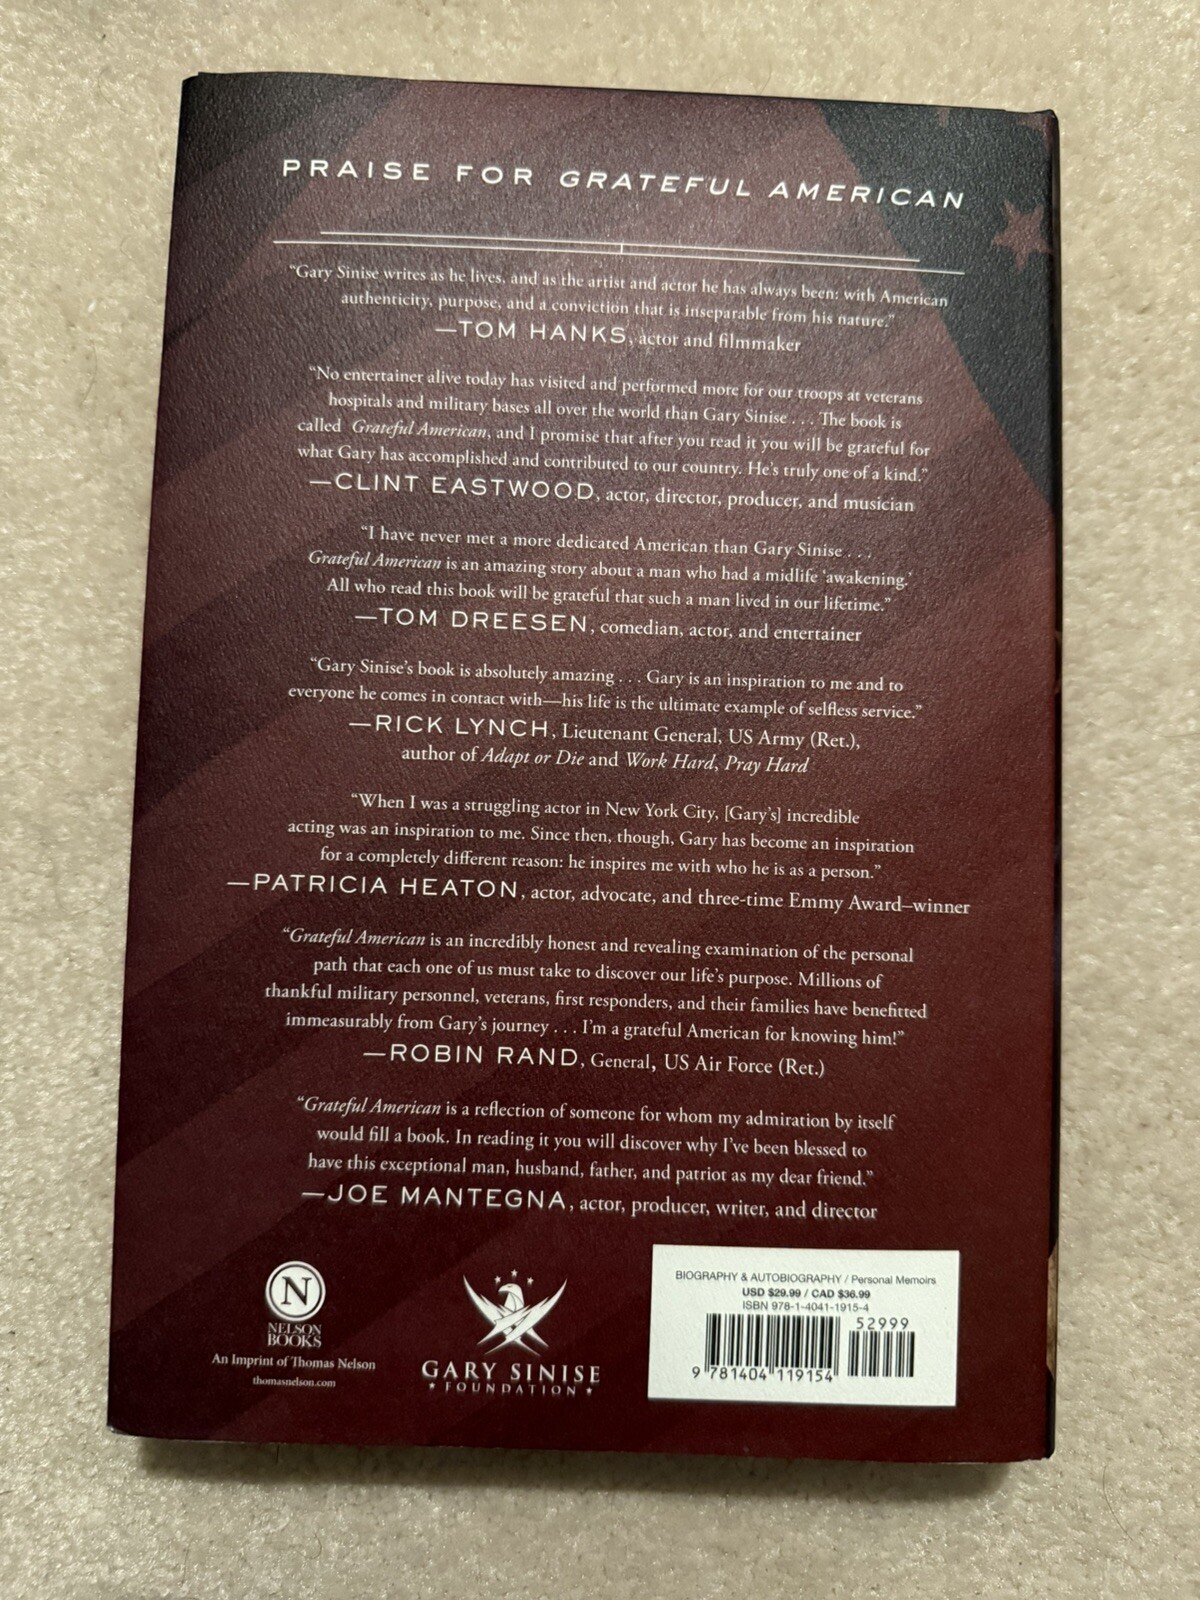 PRAISE FOR GRATEFUL AMERICAN
“Gary Sinise writes as he lives, and as the artist and actor he has always been: with American
authenticity, purpose, and a conviction that is inseparable from his nature.”
—TOM HANKS, actor and filmmaker
“No entertainer alive today has visited and performed more for our troops at veterans
hospitals and military bases all over the world than Gary Sinise . . . The book is
called Grateful American, and I promise that after you read it you will be grateful for
what Gary has accomplished and contributed to our country. He’s truly one of a kind.”
—CLINT EASTWOOD, actor, director, producer, and musician
“I have never met a more dedicated American than Gary Sinise . . .
Grateful American is an amazing story about a man who had a midlife ‘awakening.’
All who read this book will be grateful that such a man lived in our lifetime.”
—TOM DREESEN, comedian, actor, and entertainer
“Gary Sinise’s book is absolutely amazing . . . Gary is an inspiration to me and to
everyone he comes in contact with—his life is the ultimate example of selfless service.”
—RICK LYNCH, Lieutenant General, US Army (Ret.),
author of Adapt or Die and Work Hard, Pray Hard
“When I was a struggling actor in New York City, [Gary’s] incredible
acting was an inspiration to me. Since then, though, Gary has become an inspiration
for a completely different reason: he inspires me with who he is as a person.”
—PATRICIA HEATON, actor, advocate, and three-time Emmy Award–winner
“Grateful American is an incredibly honest and revealing examination of the personal
path that each one of us must take to discover our life’s purpose. Millions of
thankful military personnel, veterans, first responders, and their families have benefitted
immeasurably from Gary’s journey . . . I’m a grateful American for knowing him!”
—ROBIN RAND, General, US Air Force (Ret.)
“Grateful American is a reflection of someone for whom my admiration by itself
would fill a book. In reading it you will discover why I’ve been blessed to
have this exceptional man, husband, father, and patriot as my dear friend.”
—JOE MANTEGNA, actor, producer, writer, and director
N
NELSON
BOOKS
An Imprint of Thomas Nelson
thomasnelson.com
GARY SINISE
FOUNDATION
BIOGRAPHY & AUTOBIOGRAPHY / Personal Memoirs
USD $29.99 / CAD $36.99
ISBN 978-1-4041-1915-4
52999
9 781404 119154